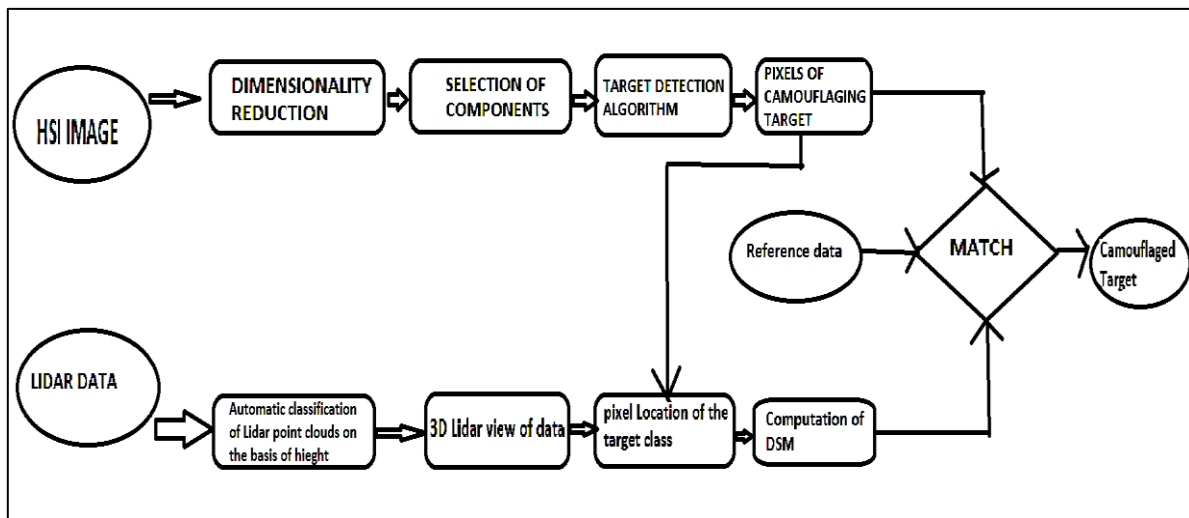 HSI IMAGE
DIMENSIONALITY
REDUCTION
SELECTION OF
COMPONENTS
TARGET DETECTION
ALGORITHM
PIXELS OF
CAMOUFLAGING
TARGET
Reference data
MATCH
Camouflaged
Target
LIDAR DATA
Automatic classification
of Lidar point clouds on
the basis of hieght
3D Lidar view of data
pixel Location of the
target class
Computation of
DSM